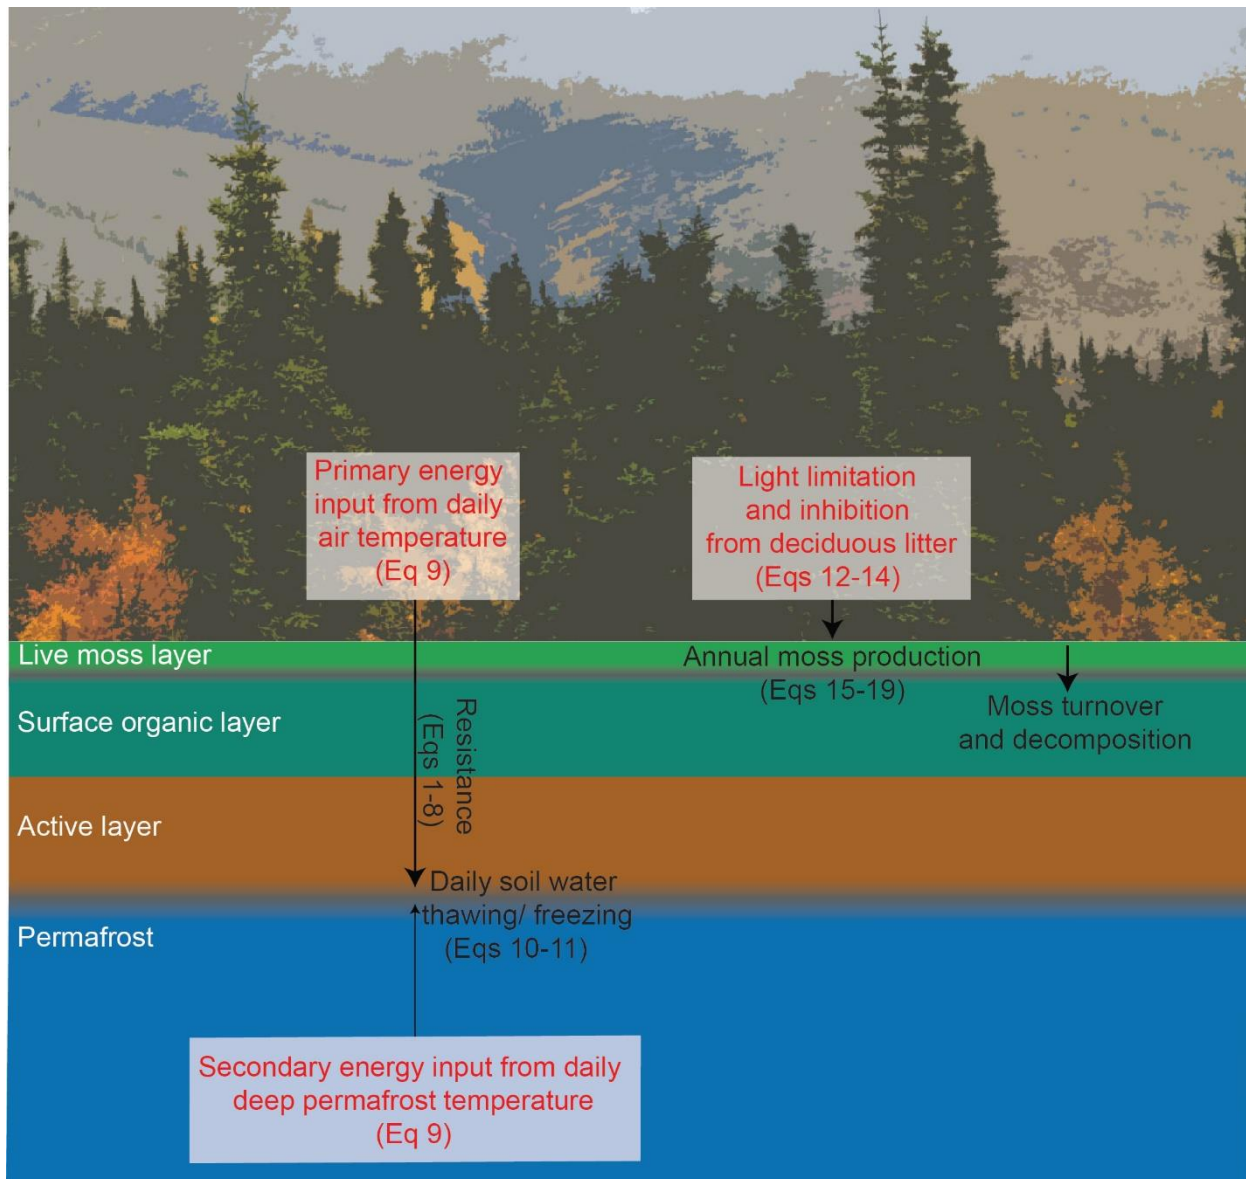 Primary energy
input from daily
air temperature
(Eq 9)
Light limitation
and inhibition
from deciduous litter
(Eqs 12-14)
Live moss layer
Annual moss production
(Eqs 15-19)
Surface organic layer
Resistance
(Eqs 1-8)
Moss turnover
and decomposition
Active layer
Daily soil water
thawing/ freezing
(Eqs 10-11)
Permafrost
Secondary energy input from daily
deep permafrost temperature
(Eq 9)